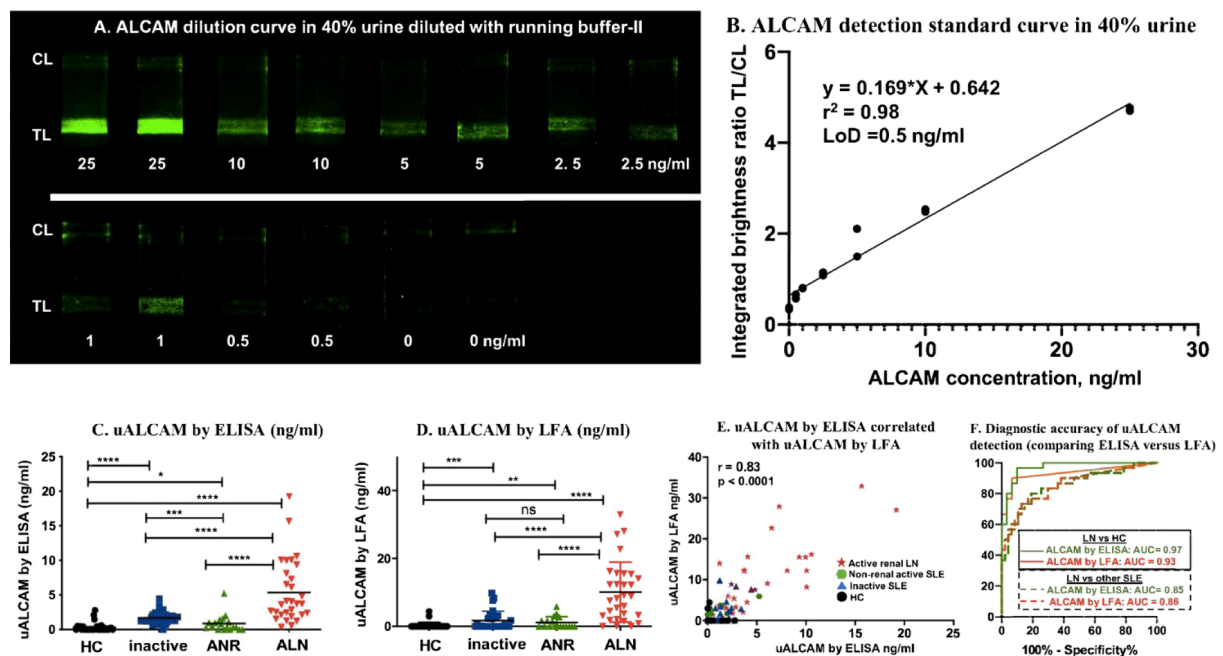 A. ALCAM dilution curve in 40% urine diluted with running buffer-II
CL
TL
25 25 10 10 5 5 2. 5 2.5 ng/ml
CL
TL
1 1 0.5 0.5 0 0 ng/ml
B. ALCAM detection standard curve in 40% urine
Integrated brightness ratio TL/CL
6
4
2
0
y = 0.169*X + 0.642
r² = 0.98
LoD =0.5 ng/ml
0 10 20 30
ALCAM concentration, ng/ml
C. uALCAM by ELISA (ng/ml)
uALCAM by ELISA (ng/ml)
25
20
15
10
5
0
****
*
****
***
****
****
HC inactive ANR ALN
D. uALCAM by LFA (ng/ml)
uALCAM by LFA (ng/ml)
40
20
0
***
**
****
ns
****
****
HC inactive ANR ALN
E. uALCAM by ELISA correlated
with uALCAM by LFA
uALCAM by LFA ng/ml
40
30
20
10
0
r = 0.83
p < 0.0001
Active renal LN
Non-renal active SLE
Inactive SLE
HC
0 5 10 15 20 25
uALCAM by ELISA ng/ml
F. Diagnostic accuracy of uALCAM
detection (comparing ELISA versus LFA)
100
80
60
40
20
0
LN vs HC
ALCAM by ELISA: AUC= 0.97
ALCAM by LFA: AUC = 0.93
LN vs other SLE
ALCAM by ELISA: AUC = 0.85
ALCAM by LFA: AUC = 0.86
0 20 40 60 80 100
100% - Specificity%